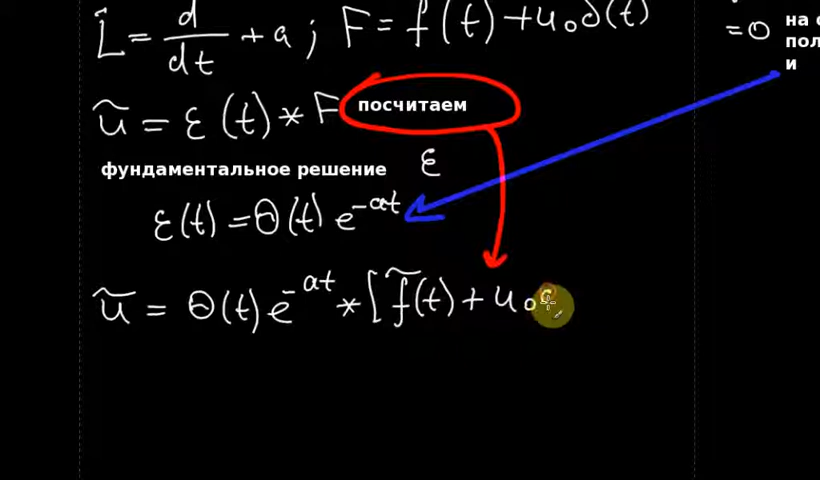 L̂ = d/dt + a ; F = f(t) + u₀δ(t)
= 0
на
пол
и
ũ = ε(t) * F посчитаем
фундаментальное решение ε
ε(t) = θ(t) e^{-at}
ũ = θ(t) e^{-at} * [f̃(t) + u₀